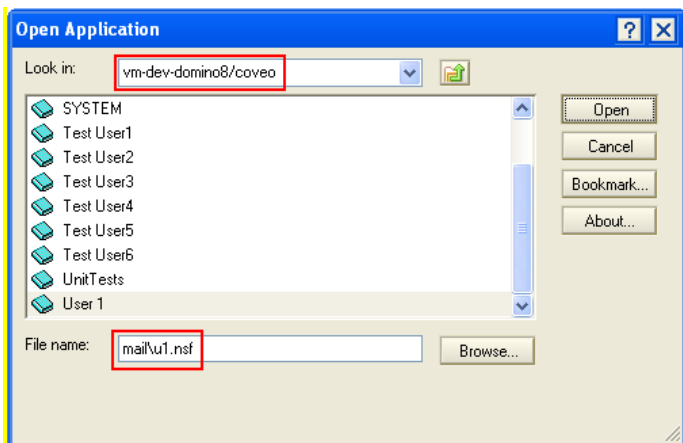 Open Application
Look in:
vm-dev-domino8/coveo
SYSTEM
Test User1
Test User2
Test User3
Test User4
Test User5
Test User6
UnitTests
User 1
Open
Cancel
Bookmark...
About...
File name:
mail\u1.nsf
Browse...